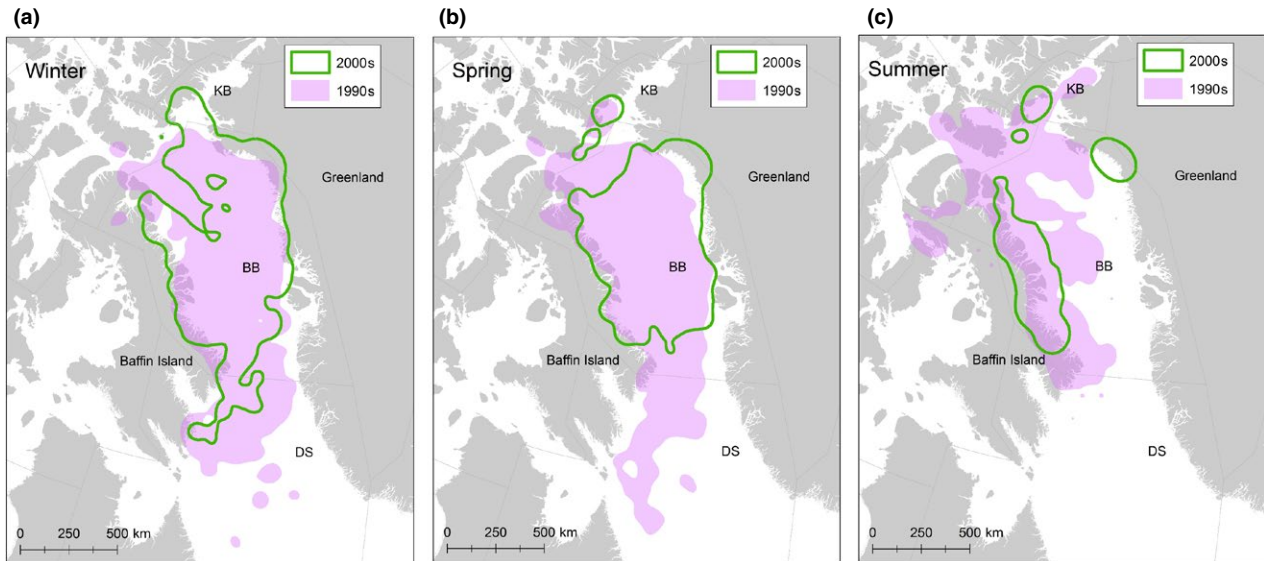 (a)
Winter
2000s
1990s
KB
Greenland
BB
Baffin Island
DS
0 250 500 km
(b)
Spring
2000s
1990s
KB
Greenland
BB
Baffin Island
DS
0 250 500 km
(c)
Summer
2000s
1990s
KB
Greenland
BB
Baffin Island
DS
0 250 500 km